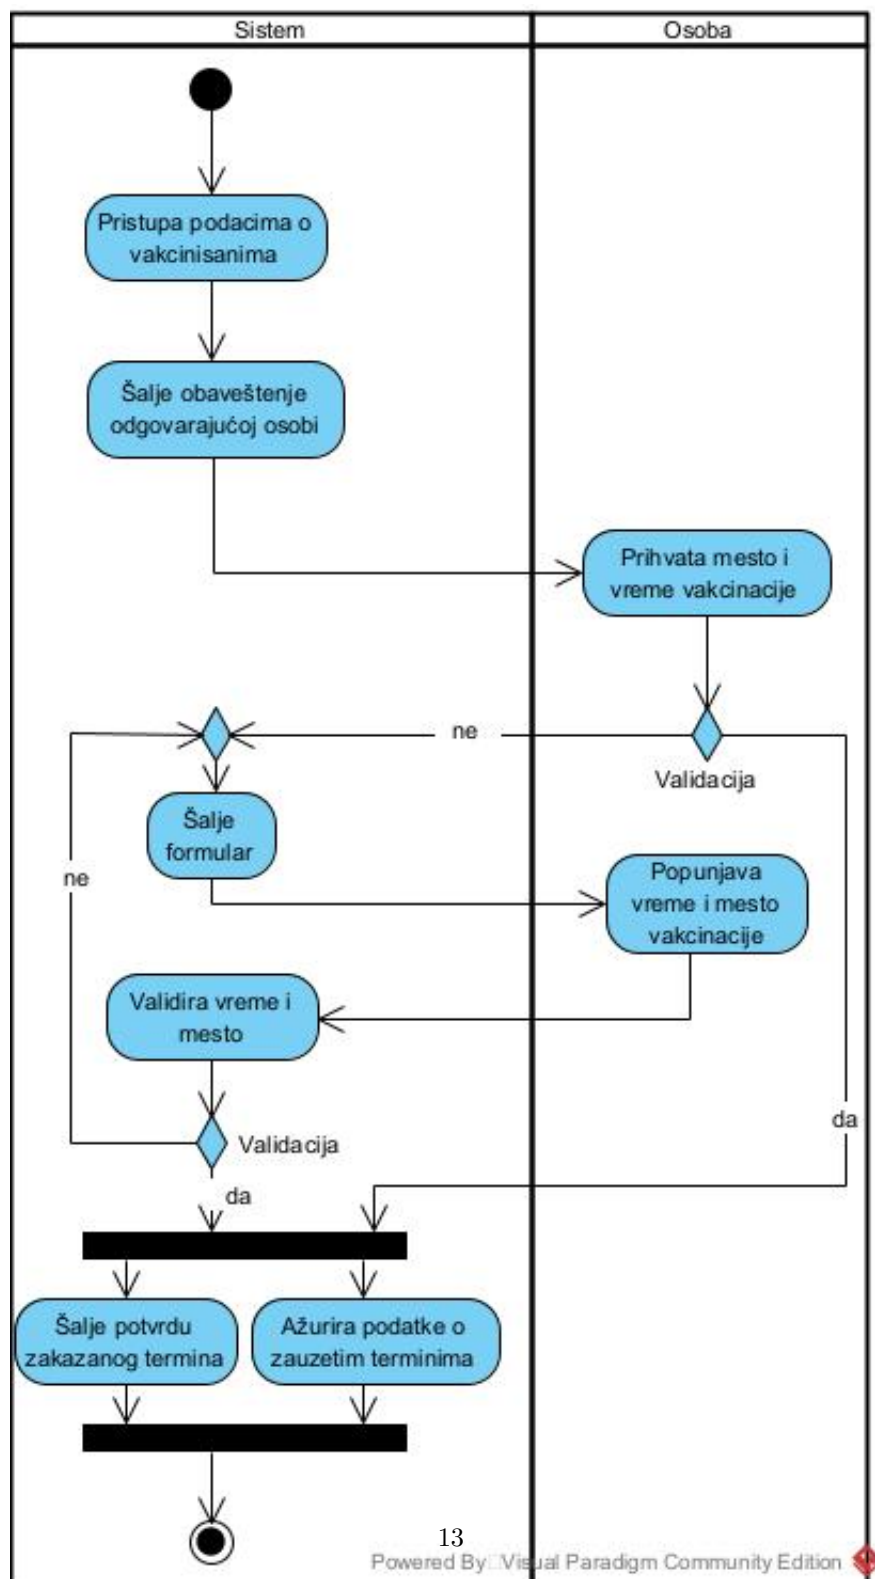 Sistem
Osoba
Pristupa podacima o
vakcinisanima
Šalje obaveštenje
odgovarajućoj osobi
Prihvata mesto i
vreme vakcinacije
ne
Validacija
Šalje
formular
ne
Popunjava
vreme i mesto
vakcinacije
Validira vreme i
mesto
Validacija
da
da
Šalje potvrdu
zakazanog termina
Ažurira podatke o
zauzetim terminima
13
Powered By Visual Paradigm Community Edition